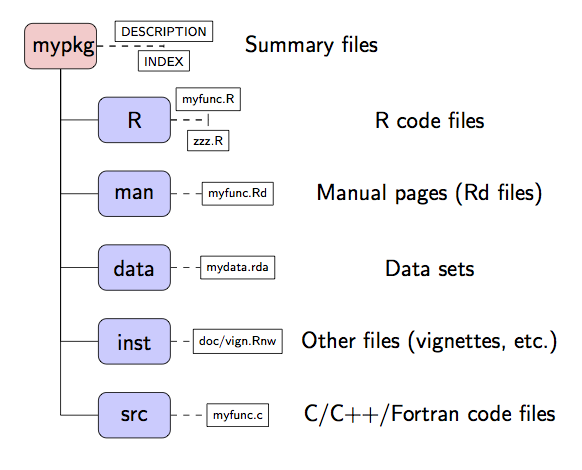 DESCRIPTION
mypkg
Summary files
INDEX
myfunc.R
R
R code files
zzz.R
man
myfunc.Rd
Manual pages (Rd files)
data
mydata.rda
Data sets
inst
doc/vign.Rnw
Other files (vignettes, etc.)
src
myfunc.c
C/C++/Fortran code files